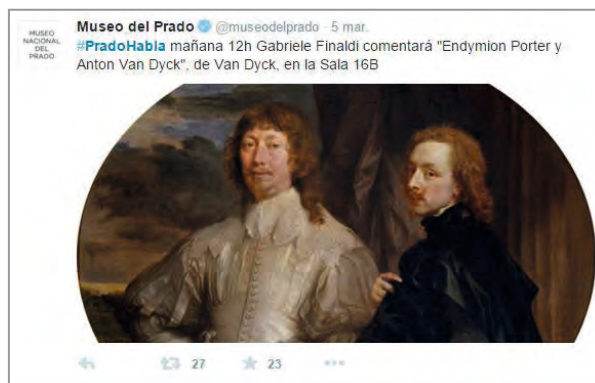 MUSEO
NACIONAL
DEL
PRADO
Museo del Prado @museodelprado · 5 mar.
#PradoHabla mañana 12h Gabriele Finaldi comentará "Endymion Porter y
Anton Van Dyck", de Van Dyck, en la Sala 16B
27 23